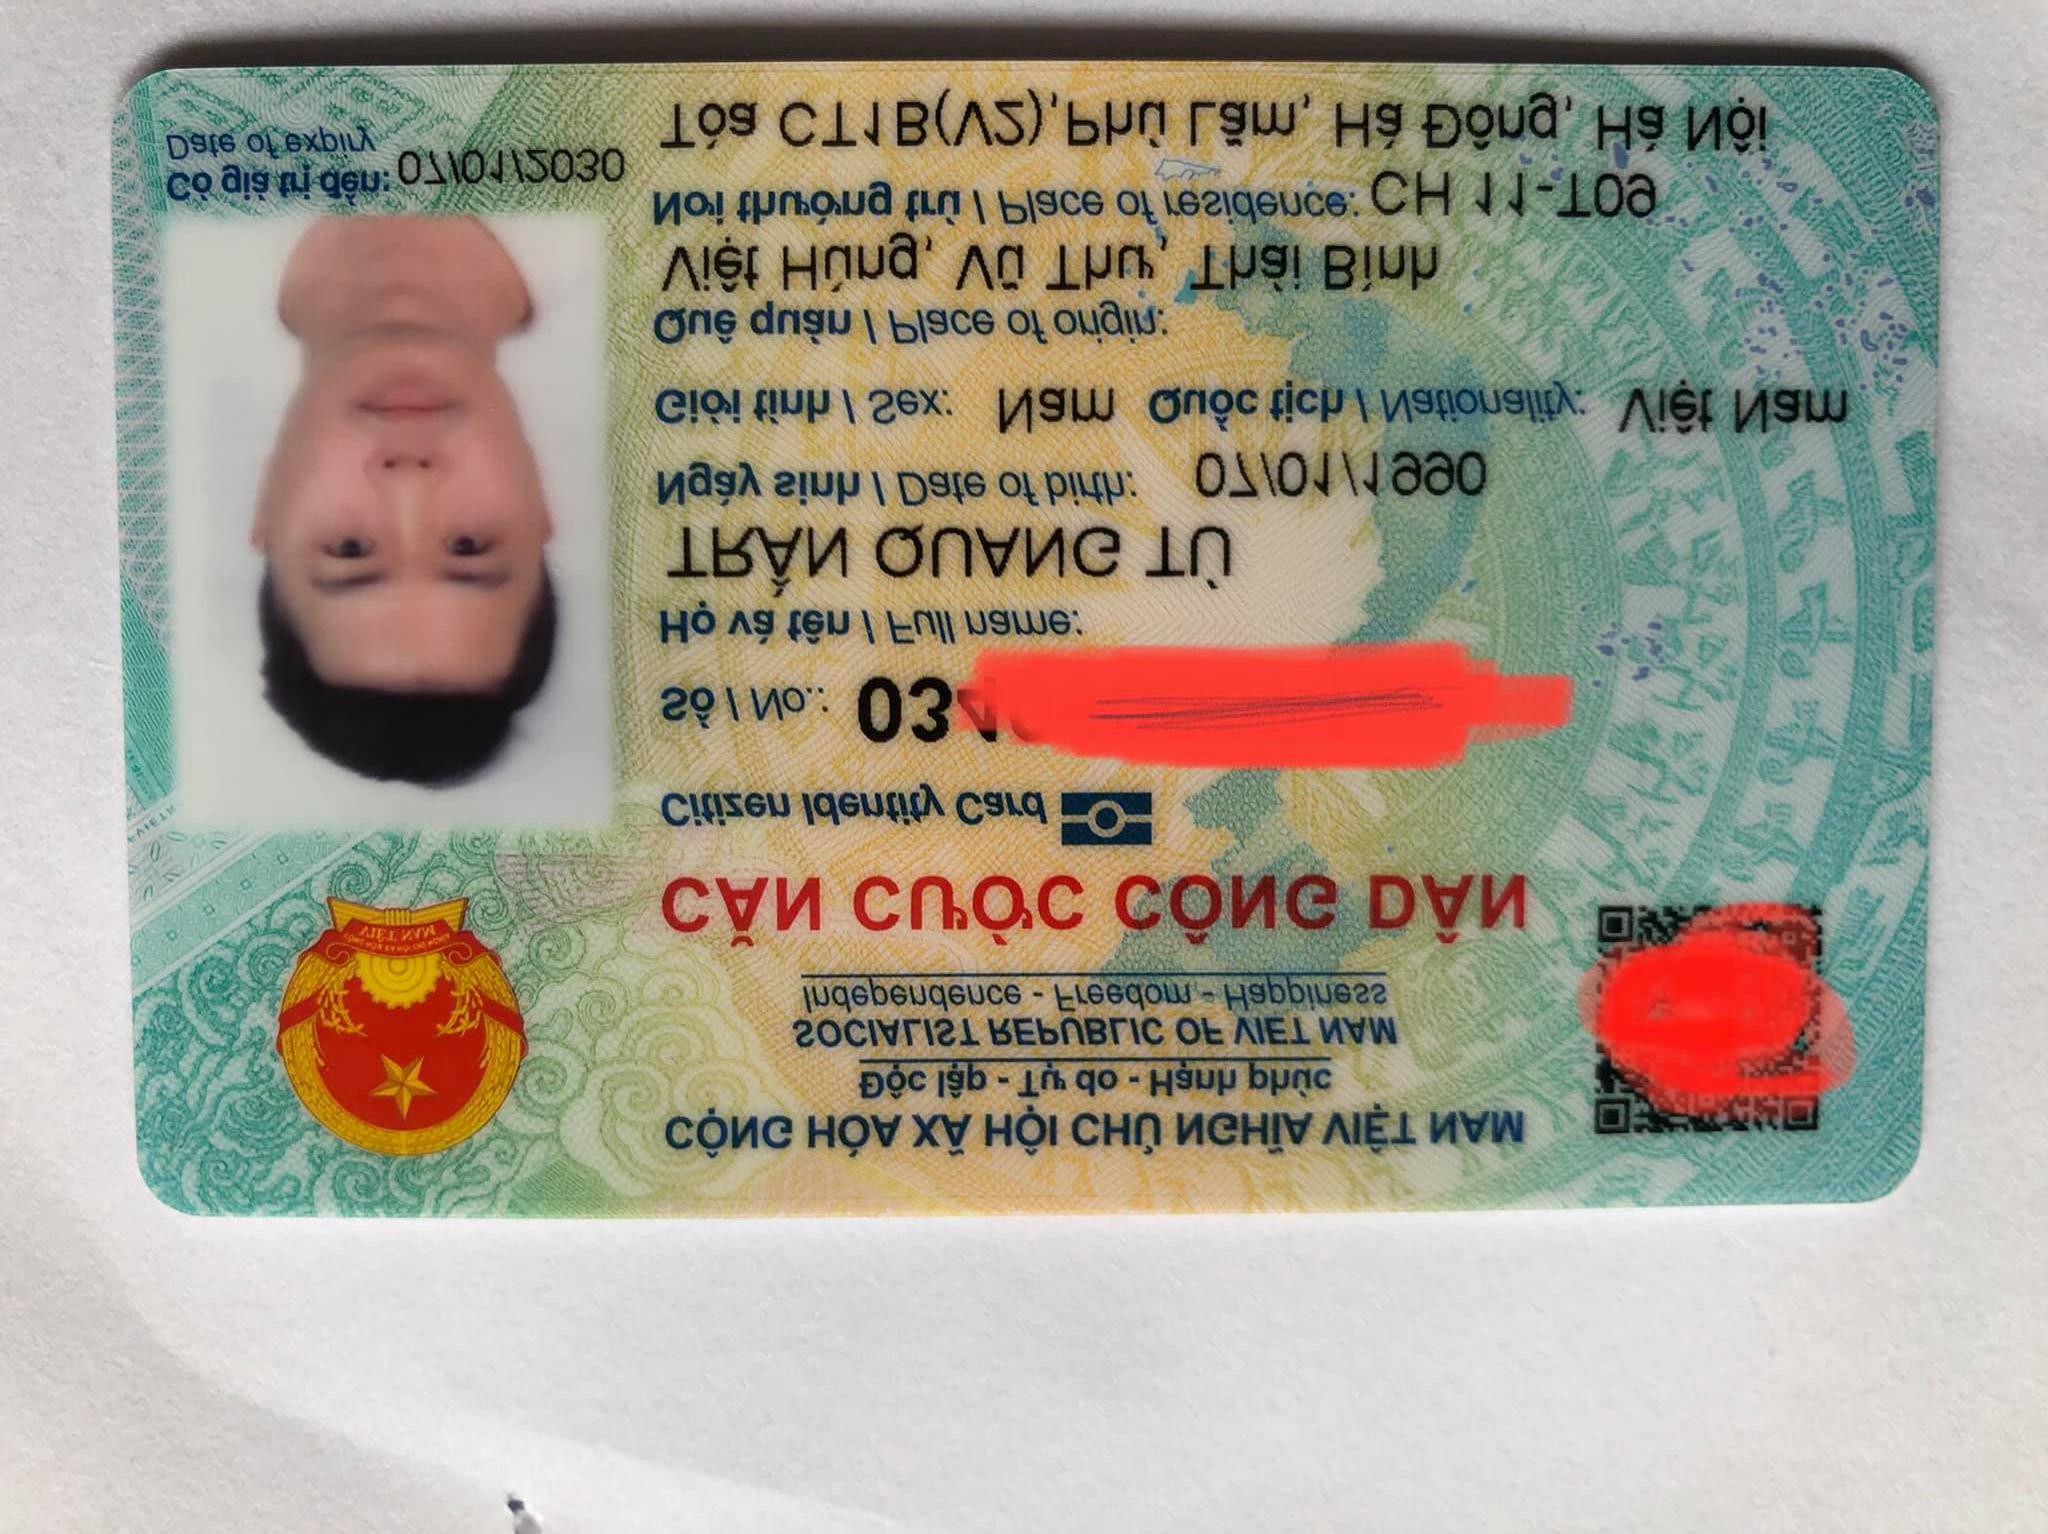 CỘNG HÒA XÃ HỘI CHỦ NGHĨA VIỆT NAM
Độc lập - Tự do - Hạnh phúc
SOCIALIST REPUBLIC OF VIET NAM
Independence - Freedom - Happiness
CĂN CƯỚC CÔNG DÂN
Citizen Identity Card
Số / No.: 03
Họ và tên / Full name:
TRẦN QUANG TÚ
Ngày sinh / Date of birth: 07/01/1990
Giới tính / Sex: Nam Quốc tịch / Nationality: Việt Nam
Quê quán / Place of origin:
Việt Hùng, Vũ Thư, Thái Bình
Nơi thường trú / Place of residence: CH 11-T09
Tòa CT1B(V2),Phú Lãm, Hà Đông, Hà Nội
Có giá trị đến: 07/01/2030
Date of expiry
VIỆT NAM